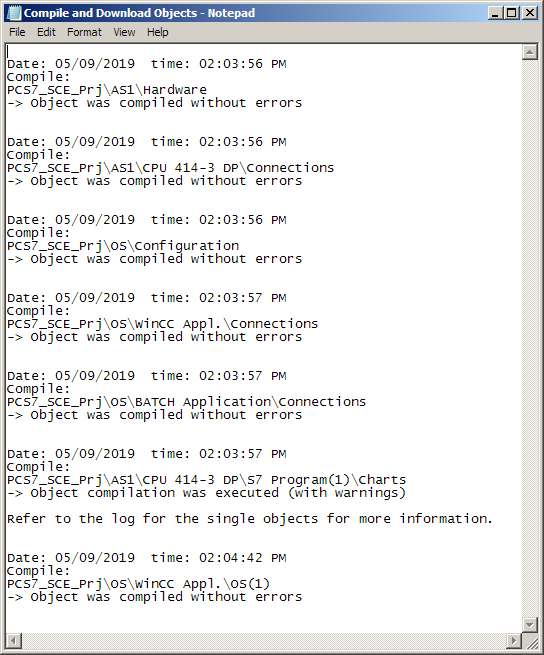 Compile and Download Objects - Notepad
File Edit Format View Help
Date: 05/09/2019  time: 02:03:56 PM
Compile:
PCS7_SCE_Prj\AS1\Hardware
-> Object was compiled without errors
Date: 05/09/2019  time: 02:03:56 PM
Compile:
PCS7_SCE_Prj\AS1\CPU 414-3 DP\Connections
-> Object was compiled without errors
Date: 05/09/2019  time: 02:03:56 PM
Compile:
PCS7_SCE_Prj\OS\Configuration
-> Object was compiled without errors
Date: 05/09/2019  time: 02:03:57 PM
Compile:
PCS7_SCE_Prj\OS\WinCC Appl.\Connections
-> Object was compiled without errors
Date: 05/09/2019  time: 02:03:57 PM
Compile:
PCS7_SCE_Prj\OS\BATCH Application\Connections
-> Object was compiled without errors
Date: 05/09/2019  time: 02:03:57 PM
Compile:
PCS7_SCE_Prj\AS1\CPU 414-3 DP\S7 Program(1)\Charts
-> Object compilation was executed (with warnings)
Refer to the log for the single objects for more information.
Date: 05/09/2019  time: 02:04:42 PM
Compile:
PCS7_SCE_Prj\OS\WinCC Appl.\OS(1)
-> Object was compiled without errors